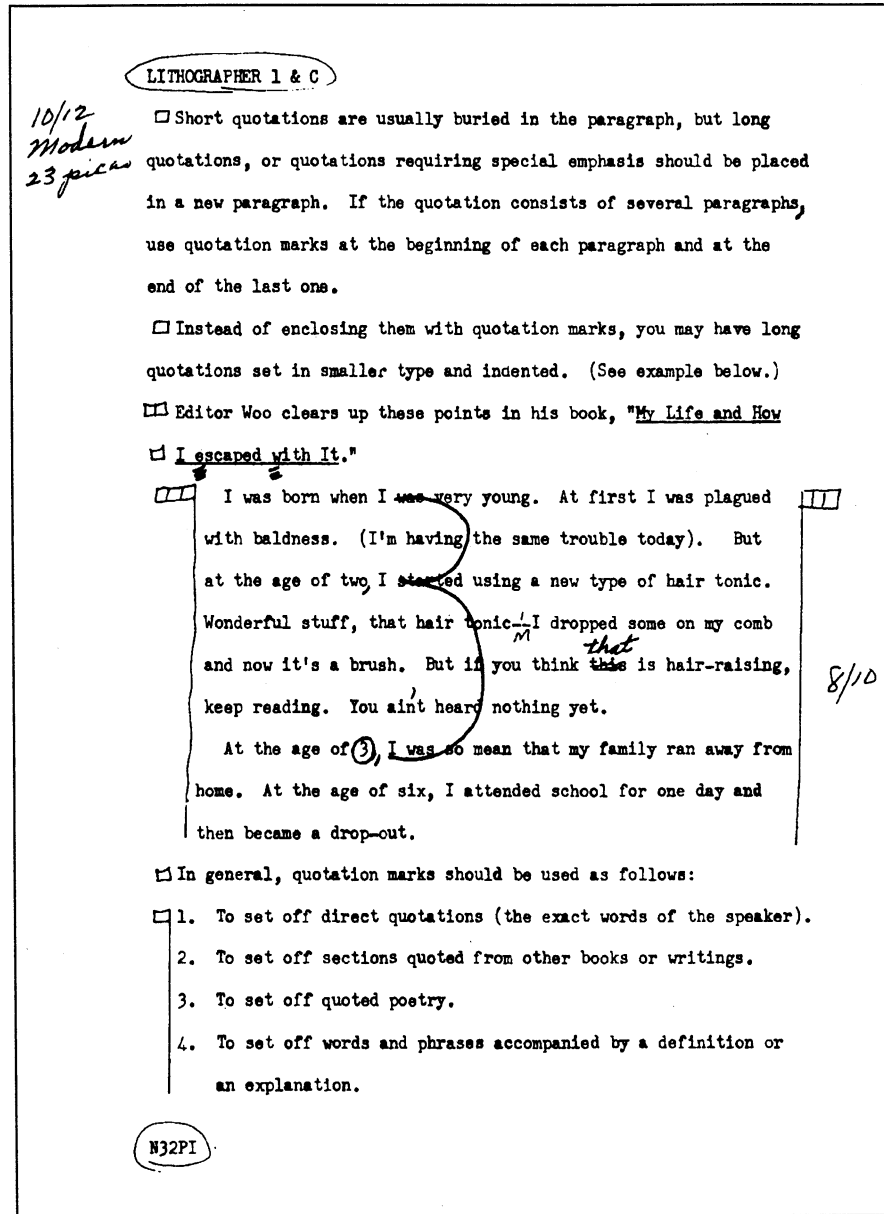 LITHOGRAPHER 1 & C
10/12
Modern
23 picas
Short quotations are usually buried in the paragraph, but long
quotations, or quotations requiring special emphasis should be placed
in a new paragraph. If the quotation consists of several paragraphs,
use quotation marks at the beginning of each paragraph and at the
end of the last one.
Instead of enclosing them with quotation marks, you may have long
quotations set in smaller type and indented. (See example below.)
Editor Woo clears up these points in his book, "My Life and How
I escaped with It."
I was born when I was very young. At first I was plagued
with baldness. (I'm having the same trouble today). But
at the age of two, I started using a new type of hair tonic.
Wonderful stuff, that hair tonic-1/M I dropped some on my comb
that
and now it's a brush. But if you think this is hair-raising,
8/10
keep reading. You ain't heard nothing yet.
At the age of 3, I was so mean that my family ran away from
home. At the age of six, I attended school for one day and
then became a drop-out.
In general, quotation marks should be used as follows:
1. To set off direct quotations (the exact words of the speaker).
2. To set off sections quoted from other books or writings.
3. To set off quoted poetry.
4. To set off words and phrases accompanied by a definition or
an explanation.
N32PI